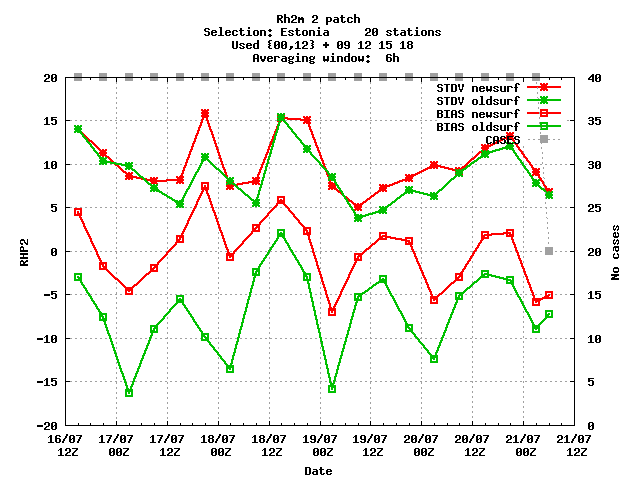 Rh2m 2 patch
Selection: Estonia     20 stations
Used {00,12} + 09 12 15 18
Averaging window:  6h
STDV newsurf
STDV oldsurf
BIAS newsurf
BIAS oldsurf
CASES
20
15
10
5
0
-5
-10
-15
-20
RHP2
40
35
30
25
20
15
10
5
0
No cases
16/07 17/07 17/07 18/07 18/07 19/07 19/07 20/07 20/07 21/07 21/07
12Z 00Z 12Z 00Z 12Z 00Z 12Z 00Z 12Z 00Z 12Z
Date